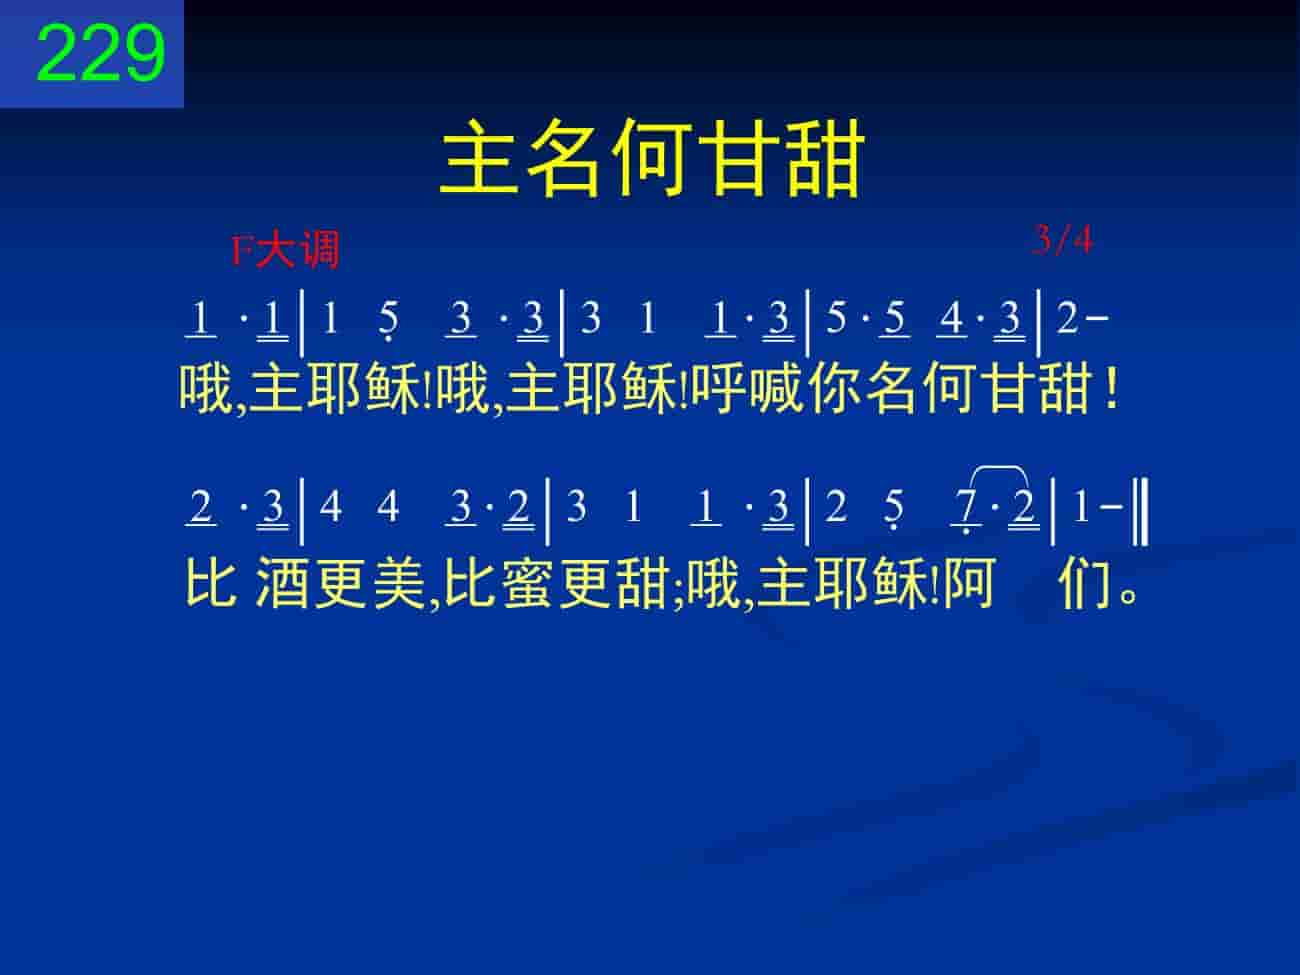 229
主名何甘甜
F大调 3/4
1 ·1|1 5 3 ·3|3 1 1·3|5·5 4·3|2-
哦,主耶稣!哦,主耶稣!呼喊你名何甘甜！
2 ·3|4 4 3·2|3 1 1 ·3|2 5 7·2|1-‖
比 酒更美,比蜜更甜;哦,主耶稣!阿 们。